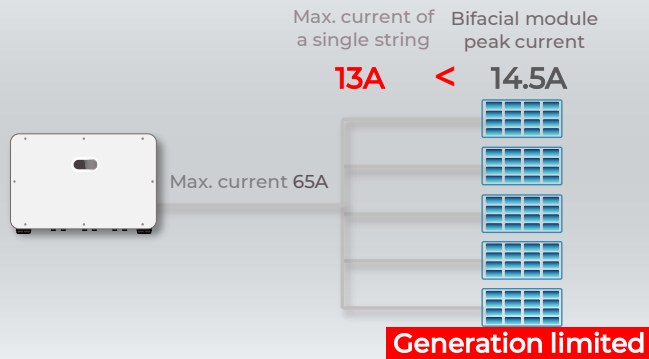 Max. current of
a single string
Bifacial module
peak current
13A < 14.5A
Max. current 65A
Generation limited